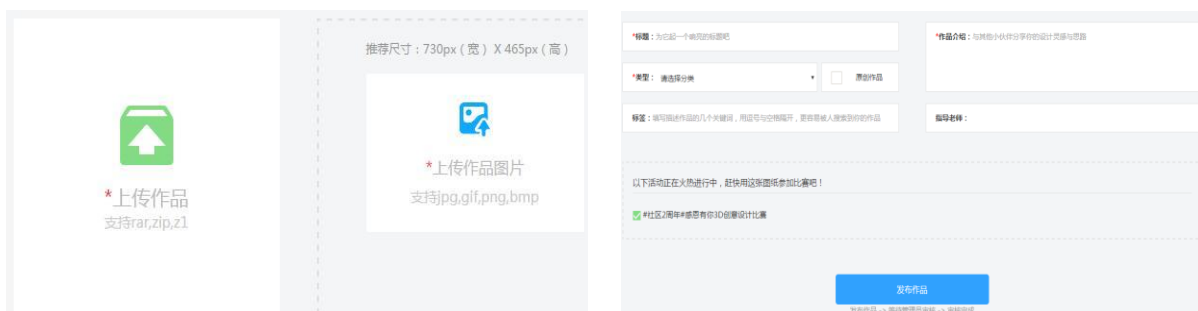 推荐尺寸：730px（宽）X 465px（高）
*上传作品
支持rar,zip,z1
*上传作品图片
支持jpg,gif,png,bmp
*标题：为它起一个响亮的标题吧
*作品介绍：与其他小伙伴分享你的设计灵感与思路
*类型：请选择分类
原创作品
标签：填写描述作品的几个关键词，用逗号与空格隔开，更容易被人搜索到你的作品
指导老师：
以下活动正在火热进行中，赶快用这张图纸参加比赛吧！
#社区2周年#感恩有你3D创意设计比赛
发布作品